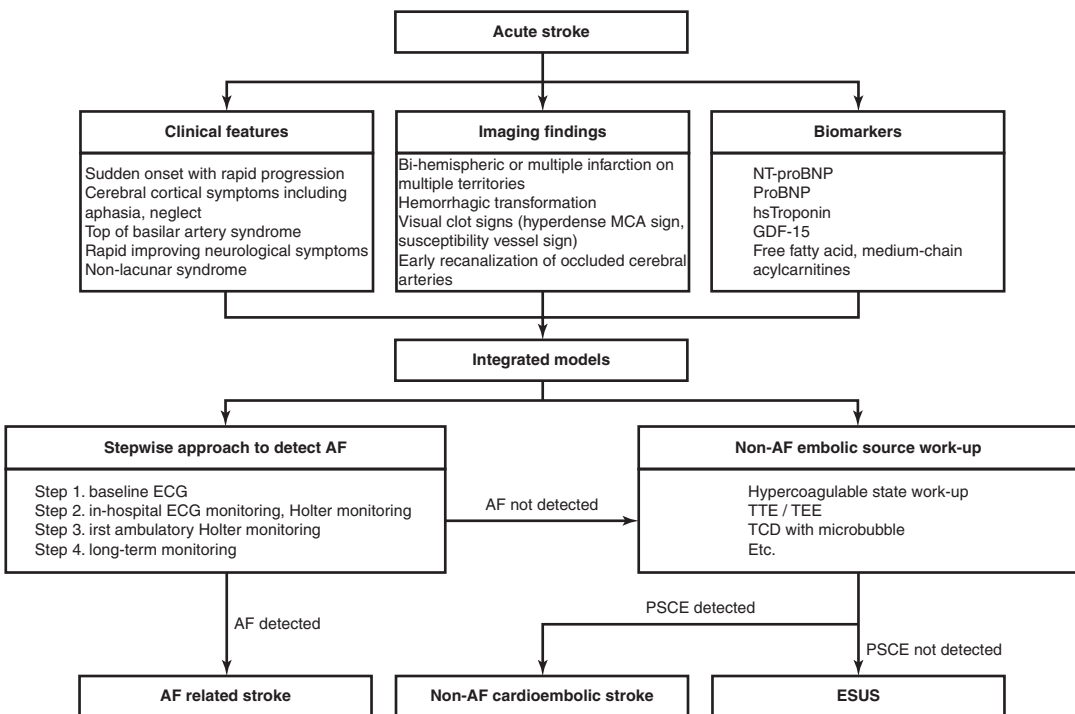 Acute stroke
Clinical features
Sudden onset with rapid progression
Cerebral cortical symptoms including
aphasia, neglect
Top of basilar artery syndrome
Rapid improving neurological symptoms
Non-lacunar syndrome
Imaging findings
Bi-hemispheric or multiple infarction on
multiple territories
Hemorrhagic transformation
Visual clot signs (hyperdense MCA sign,
susceptibility vessel sign)
Early recanalization of occluded cerebral
arteries
Biomarkers
NT-proBNP
ProBNP
hsTroponin
GDF-15
Free fatty acid, medium-chain
acylcarnitines
Integrated models
Stepwise approach to detect AF
Step 1. baseline ECG
Step 2. in-hospital ECG monitoring, Holter monitoring
Step 3. irst ambulatory Holter monitoring
Step 4. long-term monitoring
AF not detected
Non-AF embolic source work-up
Hypercoagulable state work-up
TTE / TEE
TCD with microbubble
Etc.
AF detected
PSCE detected
PSCE not detected
AF related stroke
Non-AF cardioembolic stroke
ESUS